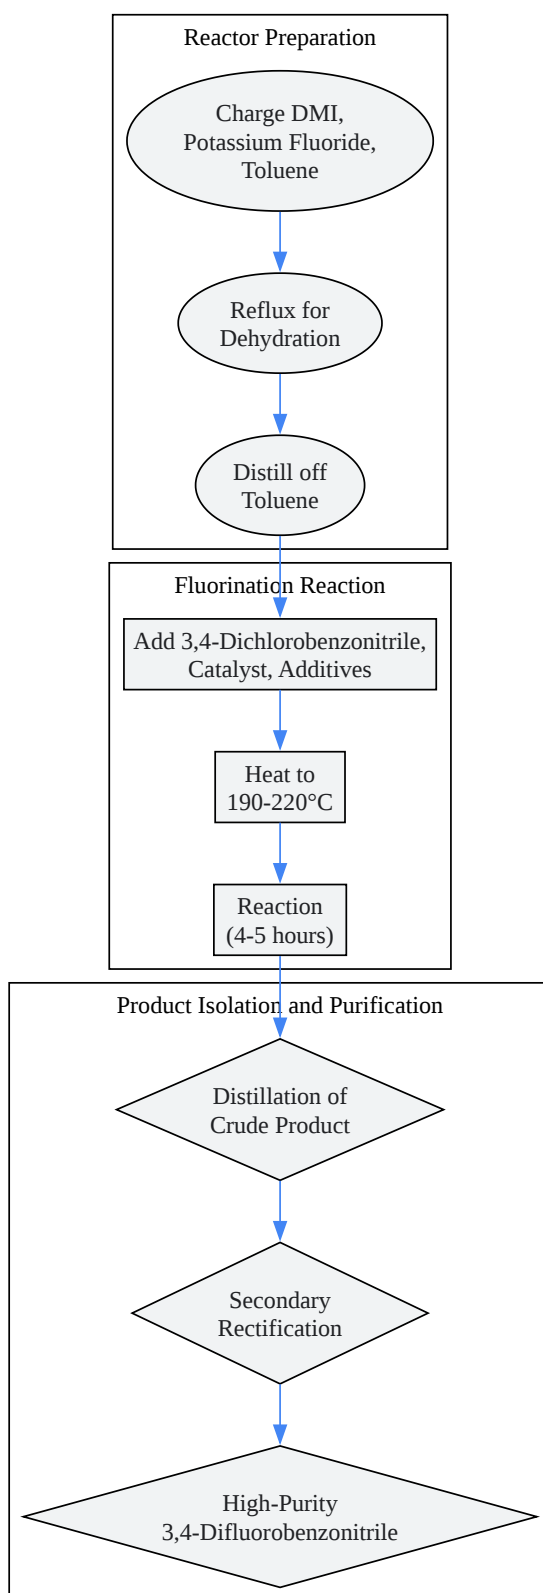 Reactor Preparation
Charge DMI,
Potassium Fluoride,
Toluene
Reflux for
Dehydration
Distill off
Toluene
Fluorination Reaction
Add 3,4-Dichlorobenzonitrile,
Catalyst, Additives
Heat to
190-220°C
Reaction
(4-5 hours)
Product Isolation and Purification
Distillation of
Crude Product
Secondary
Rectification
High-Purity
3,4-Difluorobenzonitrile